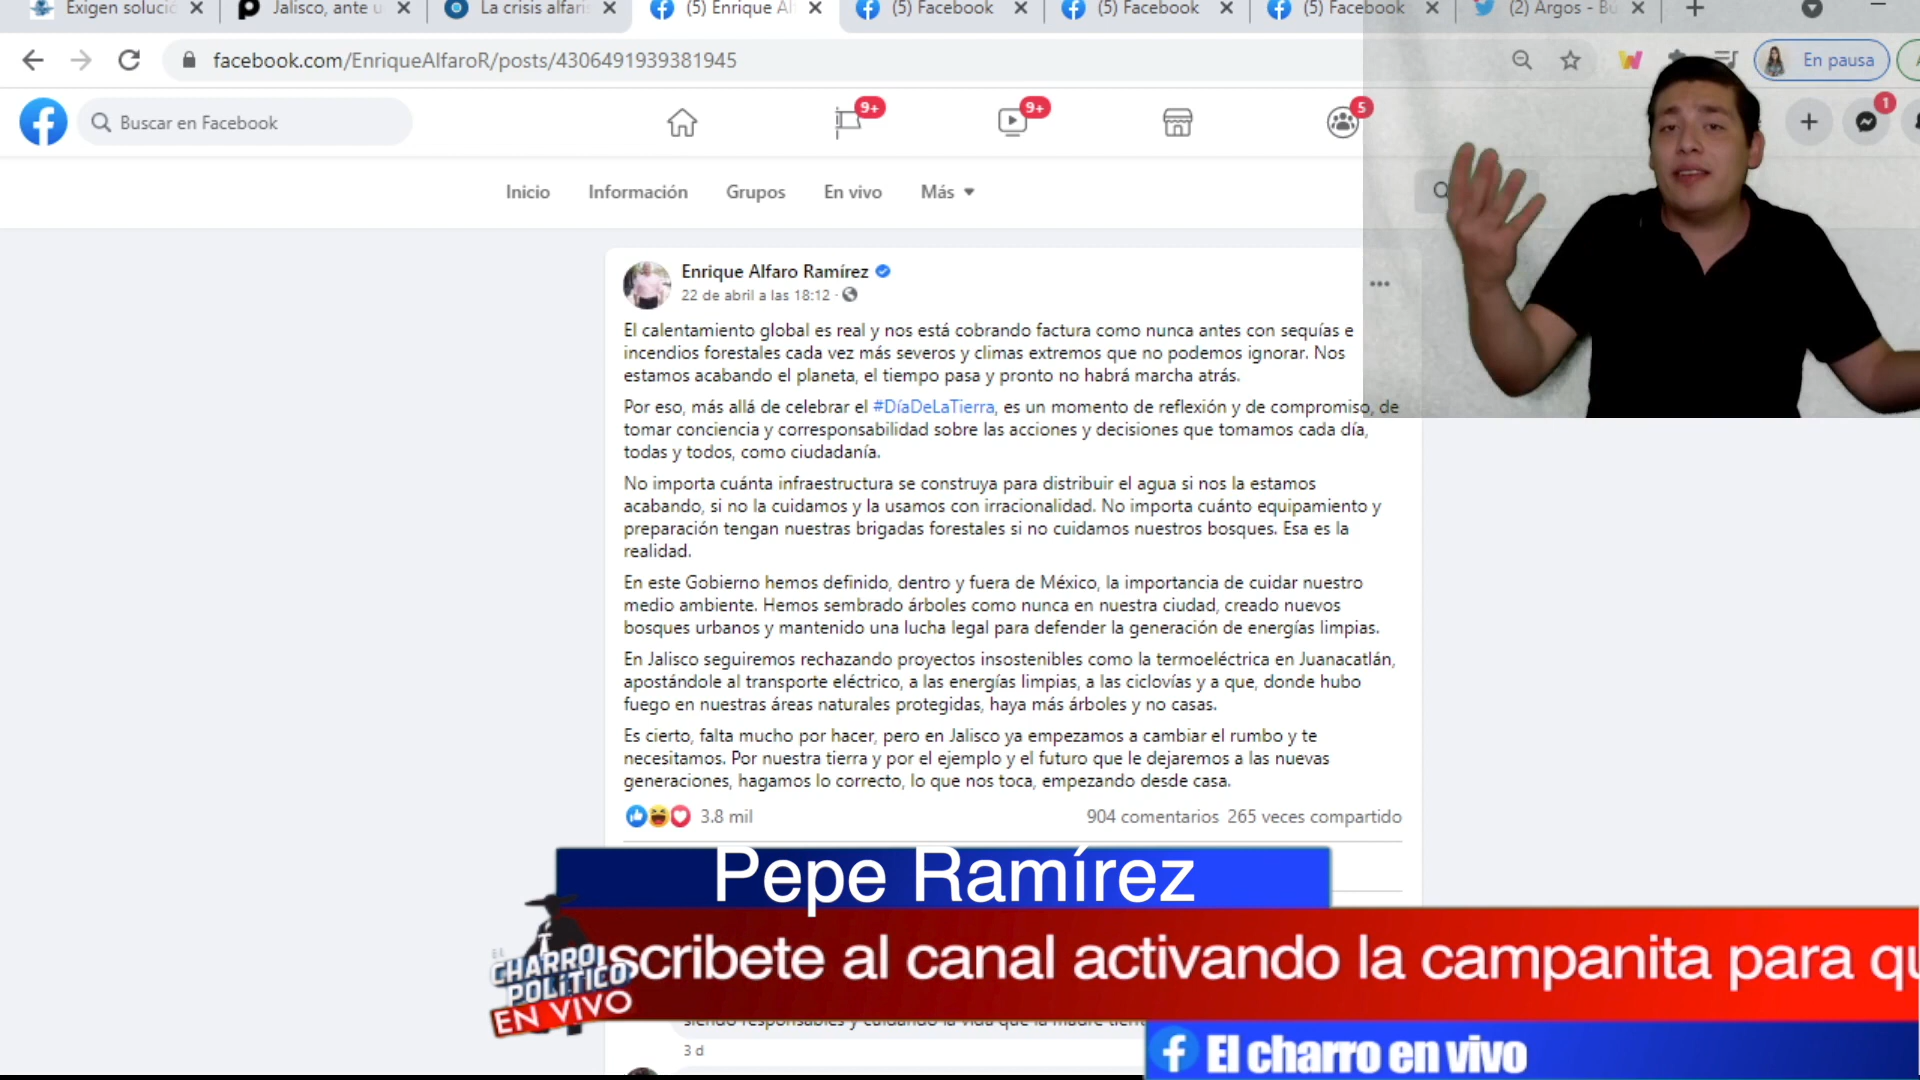 Exigen soluci
Jalisco, ante u
La crisis alfari
(5) Enrique Al
(5) Facebook
(5) Facebook
(5) Facebook
(2) Argos - Bú
facebook.com/EnriqueAlfaroR/posts/4306491939381945
En pausa
Buscar en Facebook
9+
9+
5
1
Inicio
Información
Grupos
En vivo
Más
Enrique Alfaro Ramírez
22 de abril a las 18:12 ·
El calentamiento global es real y nos está cobrando factura como nunca antes con sequías e
incendios forestales cada vez más severos y climas extremos que no podemos ignorar. Nos
estamos acabando el planeta, el tiempo pasa y pronto no habrá marcha atrás.
Por eso, más allá de celebrar el #DíaDeLaTierra, es un momento de reflexión y de compromiso, de
tomar conciencia y corresponsabilidad sobre las acciones y decisiones que tomamos cada día,
todas y todos, como ciudadanía.
No importa cuánta infraestructura se construya para distribuir el agua si nos la estamos
acabando, si no la cuidamos y la usamos con irracionalidad. No importa cuánto equipamiento y
preparación tengan nuestras brigadas forestales si no cuidamos nuestros bosques. Esa es la
realidad.
En este Gobierno hemos definido, dentro y fuera de México, la importancia de cuidar nuestro
medio ambiente. Hemos sembrado árboles como nunca en nuestra ciudad, creado nuevos
bosques urbanos y mantenido una lucha legal para defender la generación de energías limpias.
En Jalisco seguiremos rechazando proyectos insostenibles como la termoeléctrica en Juanacatlán,
apostándole al transporte eléctrico, a las energías limpias, a las ciclovías y a que, donde hubo
fuego en nuestras áreas naturales protegidas, haya más árboles y no casas.
Es cierto, falta mucho por hacer, pero en Jalisco ya empezamos a cambiar el rumbo y te
necesitamos. Por nuestra tierra y por el ejemplo y el futuro que le dejaremos a las nuevas
generaciones, hagamos lo correcto, lo que nos toca, empezando desde casa.
3.8 mil
904 comentarios 265 veces compartido
Pepe Ramírez
EL CHARRO POLíTICO EN VIVO
uscribete al canal activando la campanita para qu
siendo responsables y cuidando la vida que la madre tierra
3 d
El charro en vivo